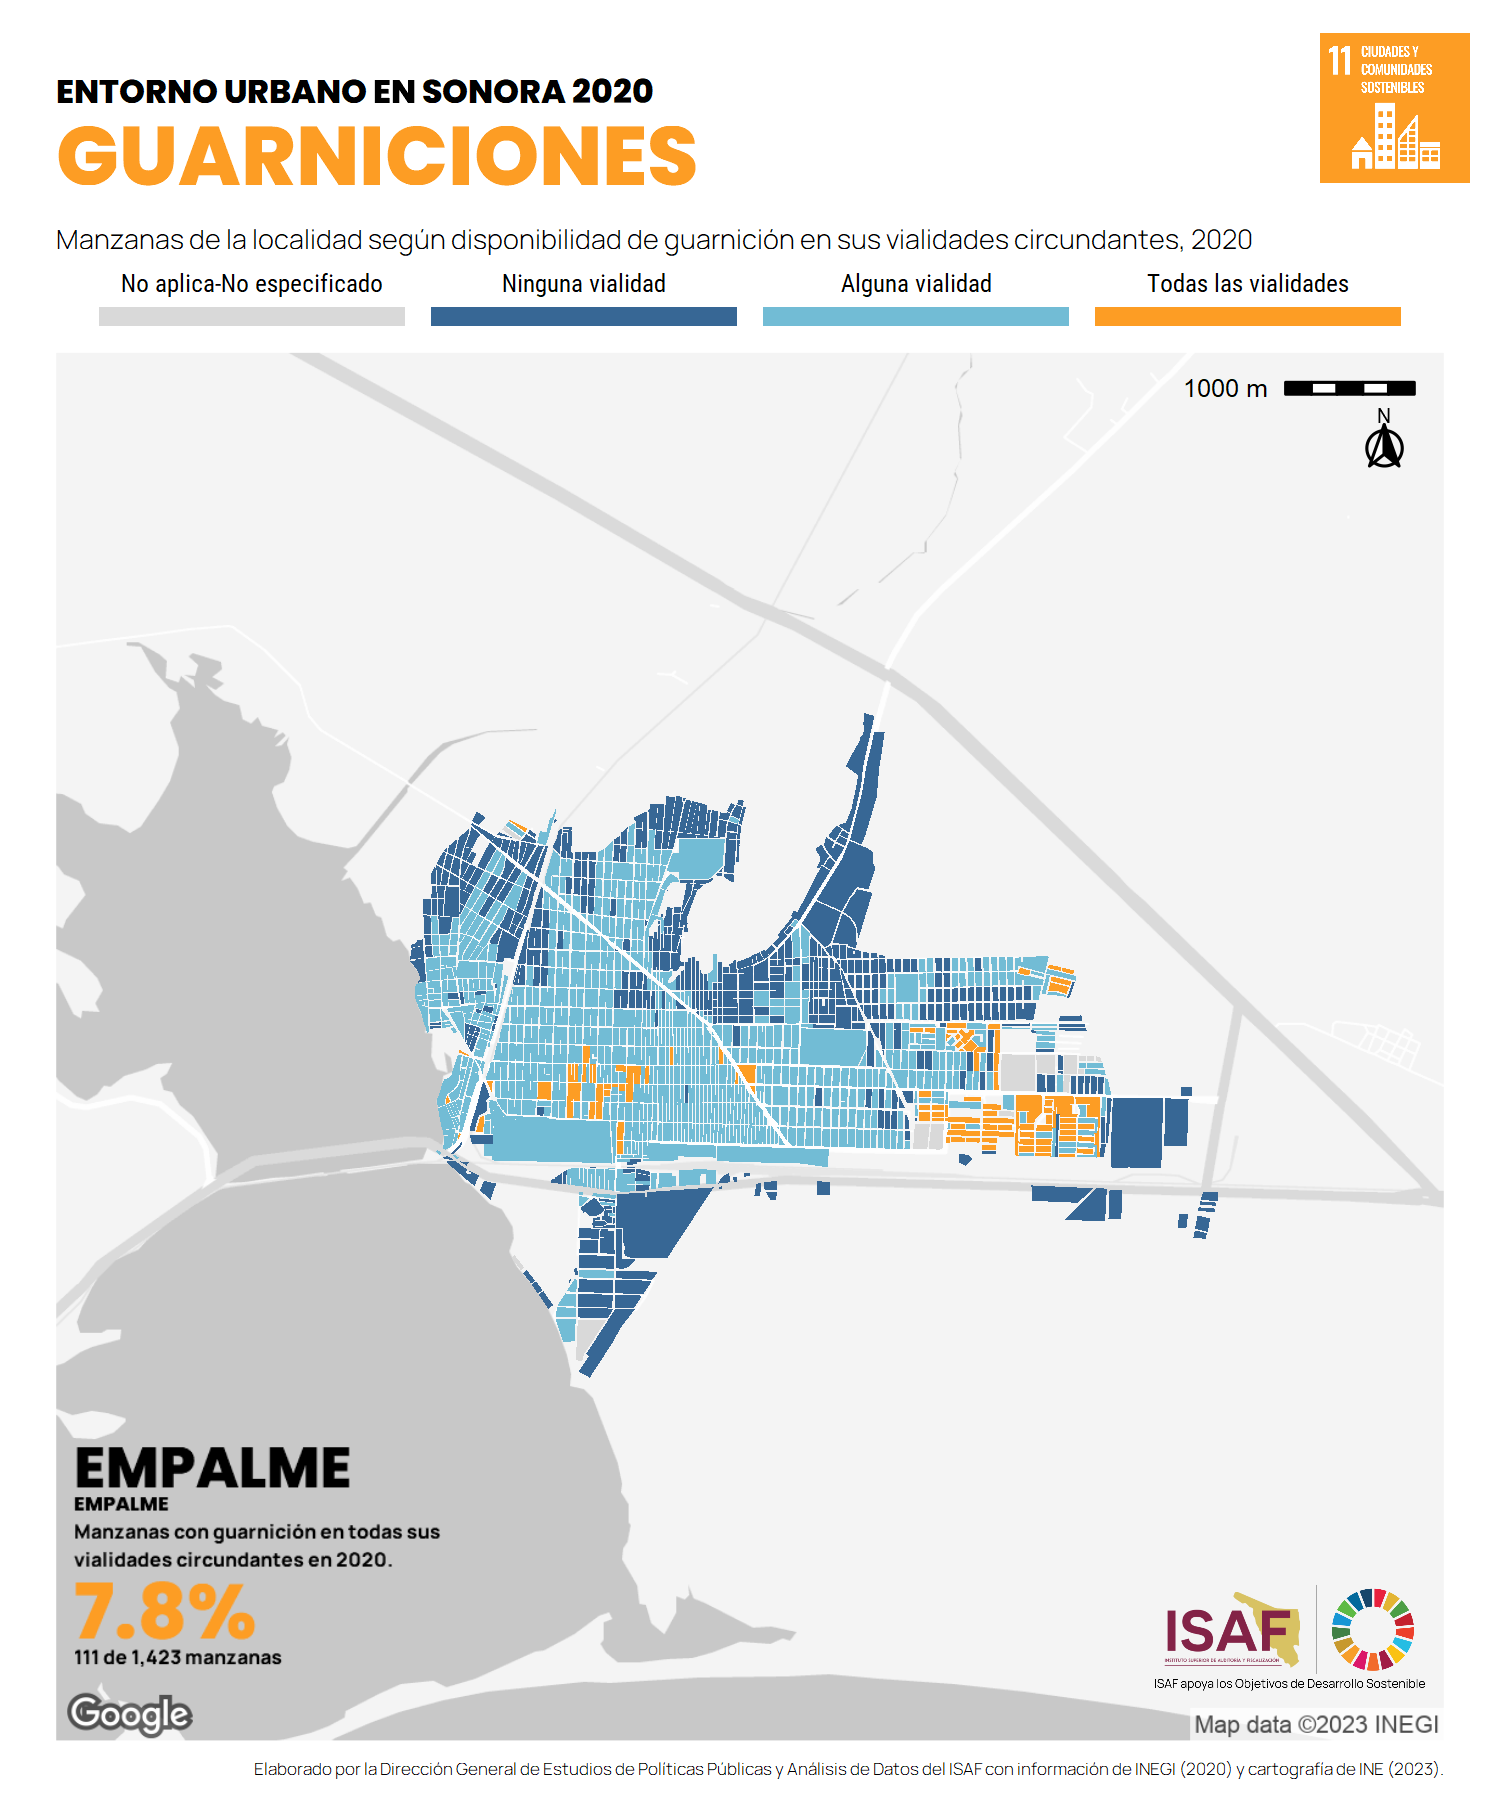 11 CIUDADES Y
COMUNIDADES
SOSTENIBLES
ENTORNO URBANO EN SONORA 2020
GUARNICIONES
Manzanas de la localidad según disponibilidad de guarnición en sus vialidades circundantes, 2020
No aplica-No especificado
Ninguna vialidad
Alguna vialidad
Todas las vialidades
1000 m
N
EMPALME
EMPALME
Manzanas con guarnición en todas sus
vialidades circundantes en 2020.
7.8%
111 de 1,423 manzanas
Google
ISAF
INSTITUTO SUPERIOR DE AUDITORÍA Y FISCALIZACIÓN
ISAF apoya los Objetivos de Desarrollo Sostenible
Map data ©2023 INEGI
Elaborado por la Dirección General de Estudios de Políticas Públicas y Análisis de Datos del ISAF con información de INEGI (2020) y cartografía de INE (2023).